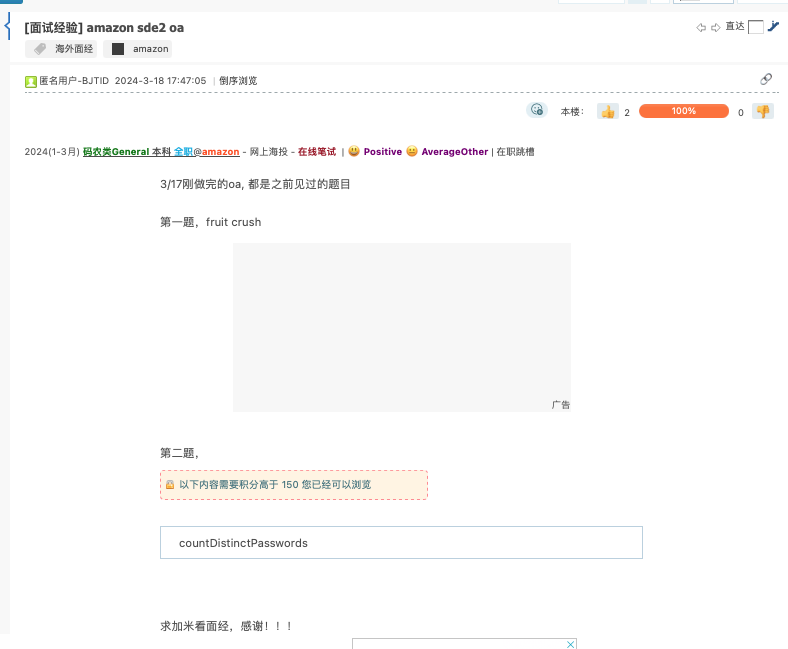 [面试经验] amazon sde2 oa
直达
海外面经 amazon
匿名用户-BJTID 2024-3-18 17:47:05 | 倒序浏览
本楼: 2 100% 0
2024(1-3月) 码农类General 本科 全职@amazon - 网上海投 - 在线笔试 | 😃 Positive 😊 AverageOther | 在职跳槽
3/17刚做完的oa, 都是之前见过的题目
第一题，fruit crush
广告
第二题，
以下内容需要积分高于 150 您已经可以浏览
countDistinctPasswords
求加米看面经，感谢！！！